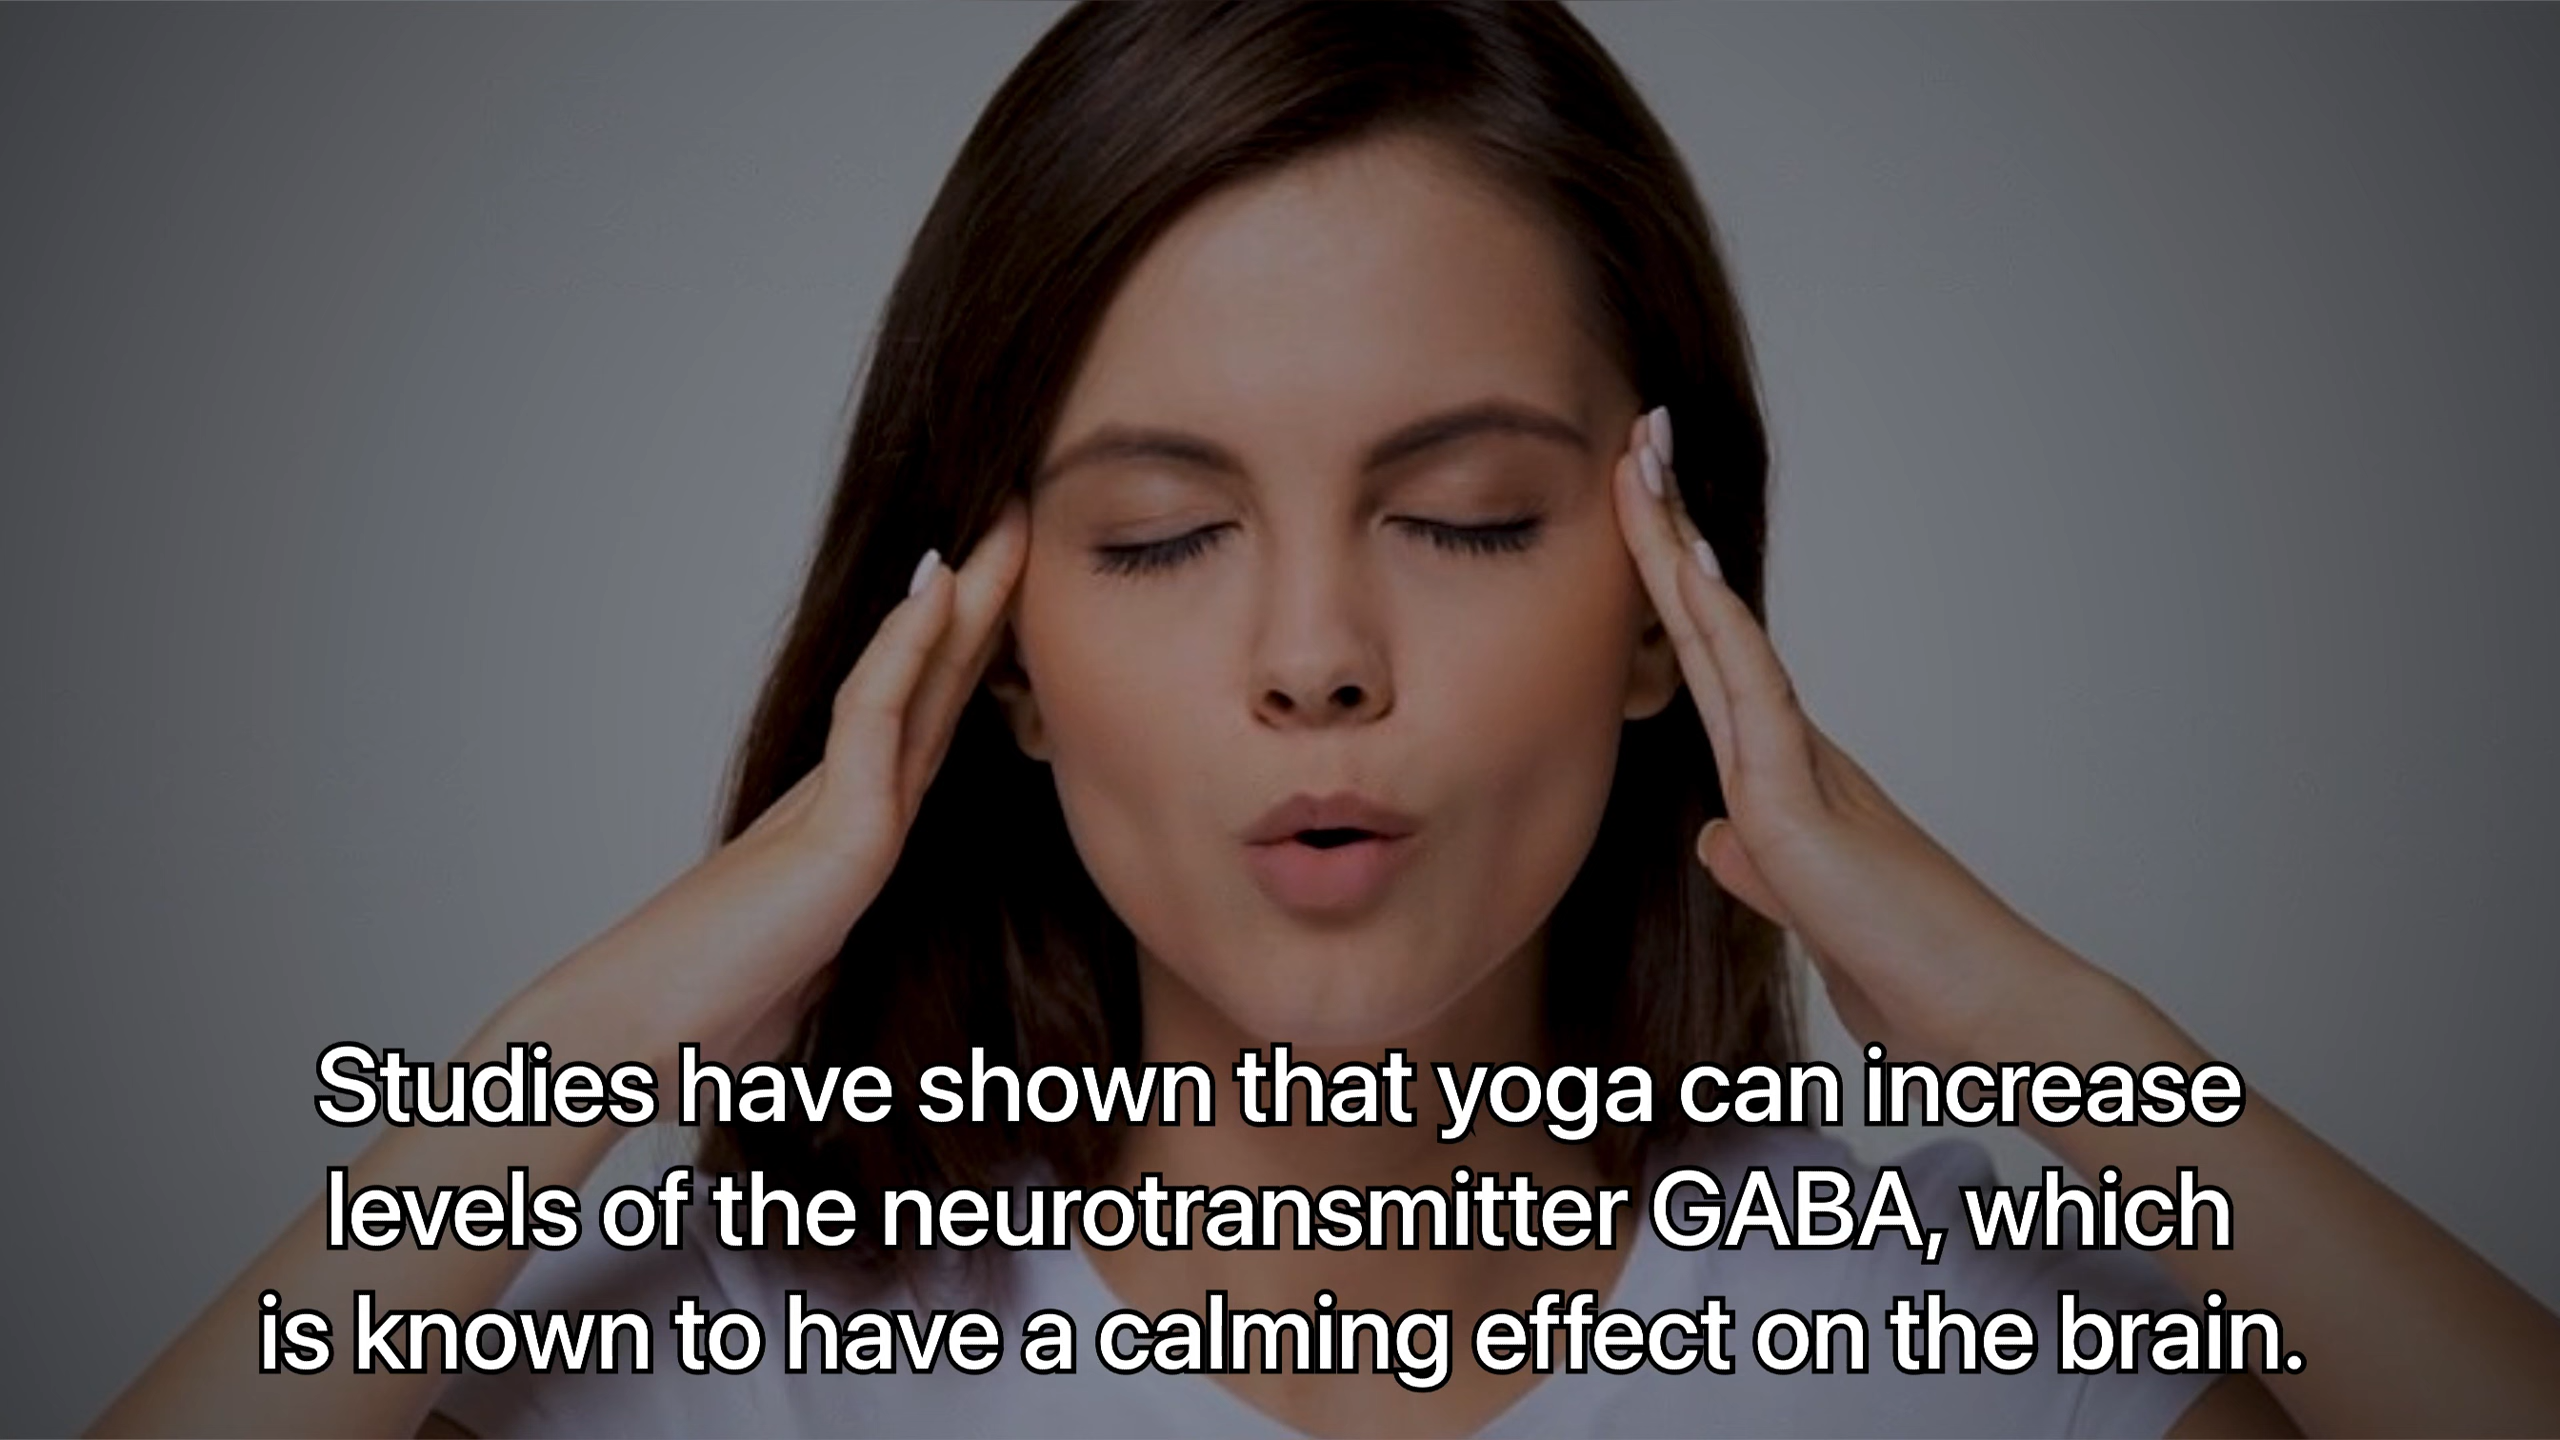 Studies have shown that yoga can increase
levels of the neurotransmitter GABA, which
is known to have a calming effect on the brain.